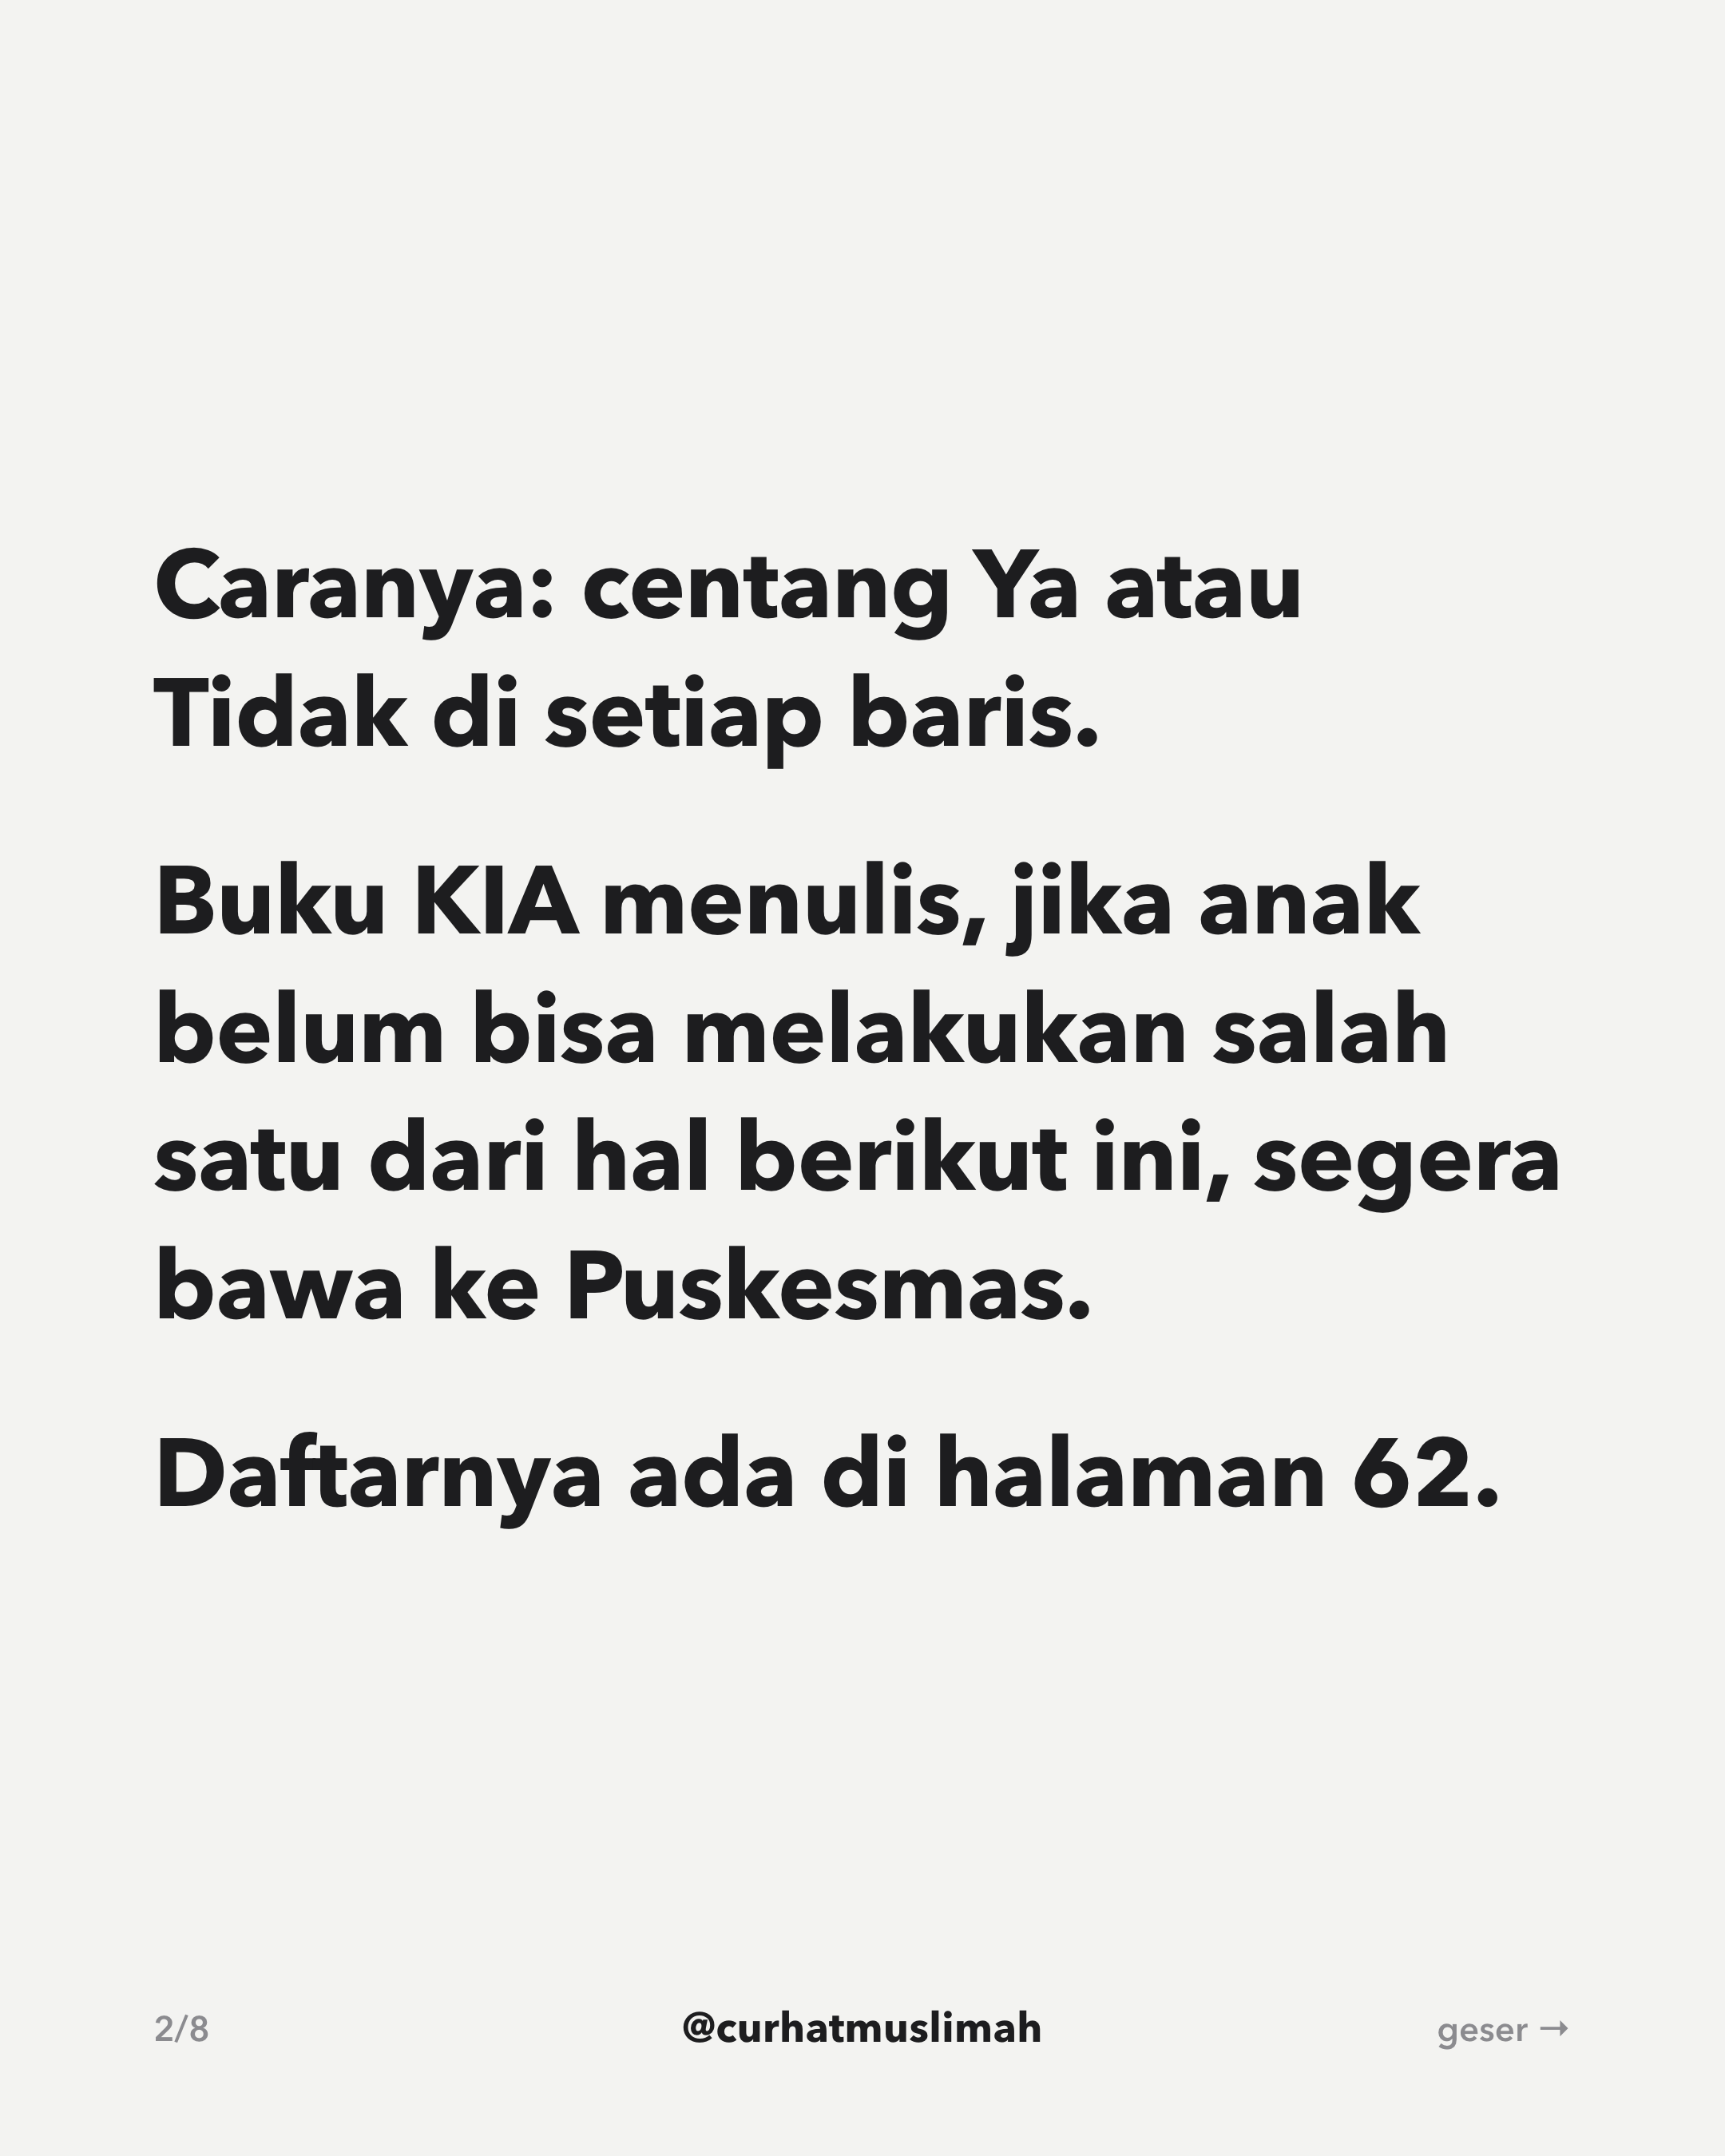 Caranya: centang Ya atau
Tidak di setiap baris.
Buku KIA menulis, jika anak
belum bisa melakukan salah
satu dari hal berikut ini, segera
bawa ke Puskesmas.
Daftarnya ada di halaman 62.
2/8
@curhatmuslimah
geser →